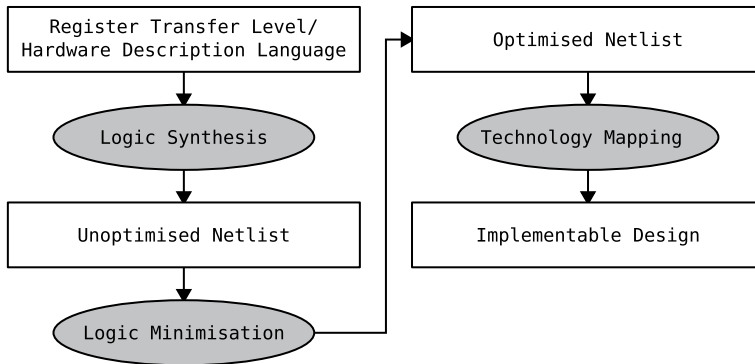 Register Transfer Level/
Hardware Description Language
Logic Synthesis
Unoptimised Netlist
Logic Minimisation
Optimised Netlist
Technology Mapping
Implementable Design